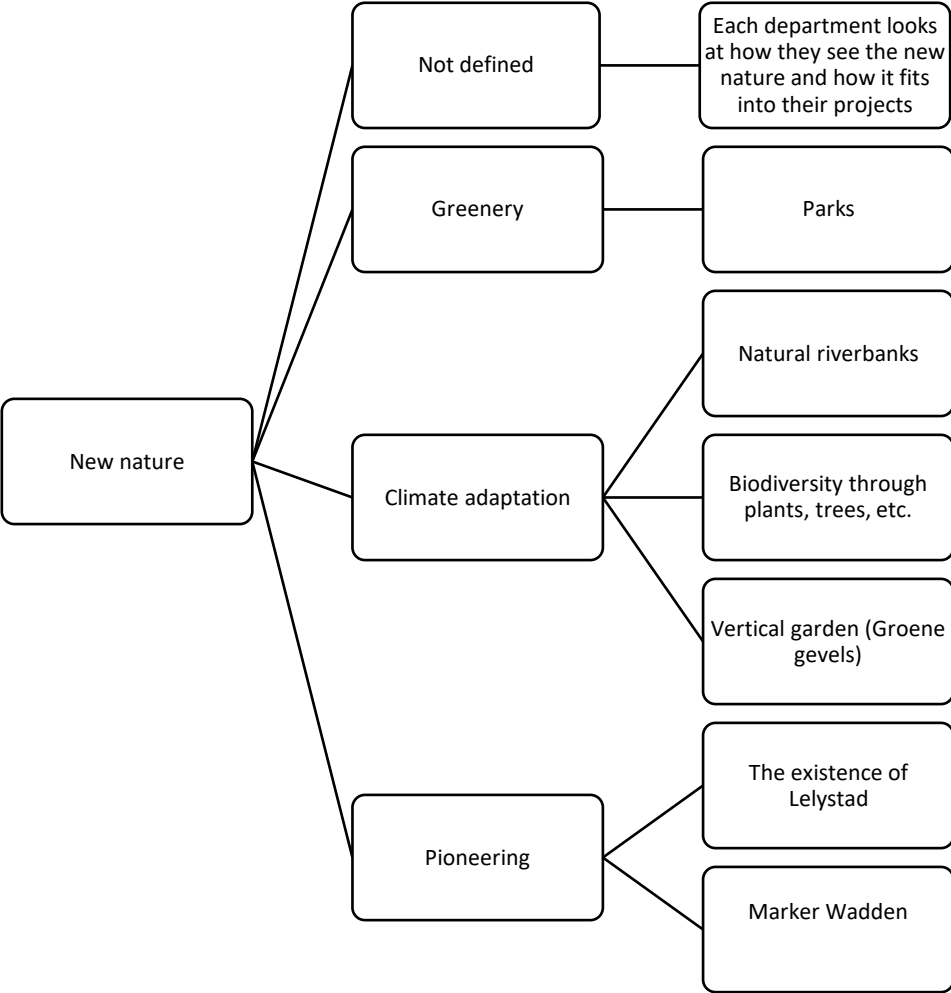 Not defined
Each department looks
at how they see the new
nature and how it fits
into their projects
Greenery
Parks
New nature
Climate adaptation
Natural riverbanks
Biodiversity through
plants, trees, etc.
Vertical garden (Groene
gevels)
Pioneering
The existence of
Lelystad
Marker Wadden